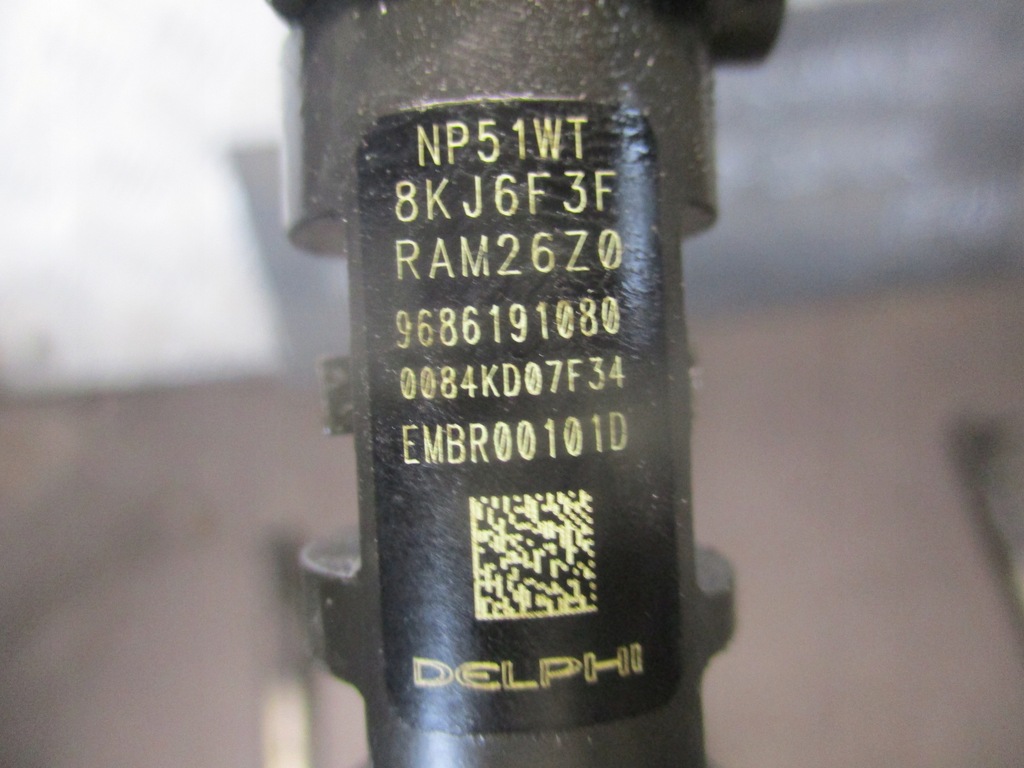 NP51WT
8KJ6F3F
RAM26Z0
9686191080
0084KD07F34
EMBR00101D
DELPHI